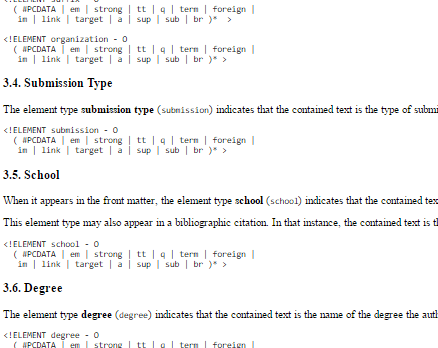 ( #PCDATA | em | strong | tt | q | term | foreign |
im | link | target | a | sup | sub | br )* >
<!ELEMENT organization - O
( #PCDATA | em | strong | tt | q | term | foreign |
im | link | target | a | sup | sub | br )* >
3.4. Submission Type
The element type submission type (submission) indicates that the contained text is the type of submi
<!ELEMENT submission - O
( #PCDATA | em | strong | tt | q | term | foreign |
im | link | target | a | sup | sub | br )* >
3.5. School
When it appears in the front matter, the element type school (school) indicates that the contained tex
This element type may also appear in a bibliographic citation. In that instance, the contained text is th
<!ELEMENT school - O
( #PCDATA | em | strong | tt | q | term | foreign |
im | link | target | a | sup | sub | br )* >
3.6. Degree
The element type degree (degree) indicates that the contained text is the name of the degree the auth
<!ELEMENT degree - O
( #PCDATA | em | strong | tt | q | term | foreign |